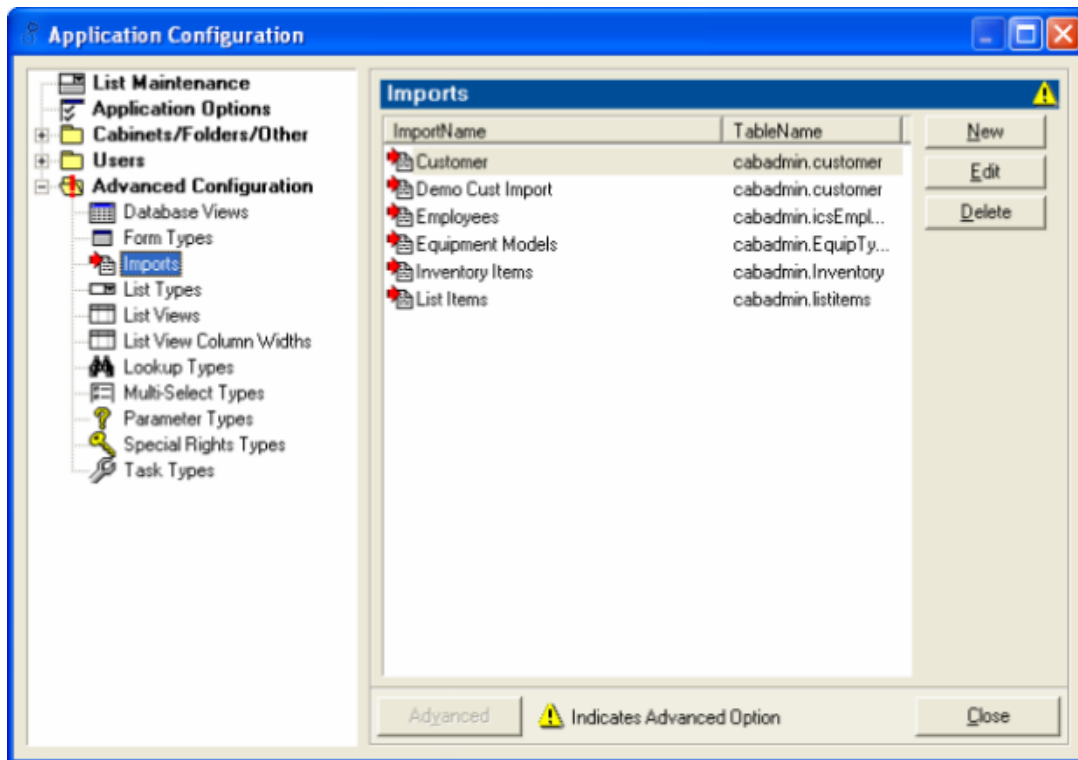 Application Configuration
List Maintenance
Application Options
Cabinets/Folders/Other
Users
Advanced Configuration
Database Views
Form Types
Imports
List Types
List Views
List View Column Widths
Lookup Types
Multi-Select Types
Parameter Types
Special Rights Types
Task Types
Imports
ImportName TableName
Customer cabadmin.customer
Demo Cust Import cabadmin.customer
Employees cabadmin.icsEmpl...
Equipment Models cabadmin.EquipTy...
Inventory Items cabadmin.Inventory
List Items cabadmin.listitems
New
Edit
Delete
Advanced
Indicates Advanced Option
Close